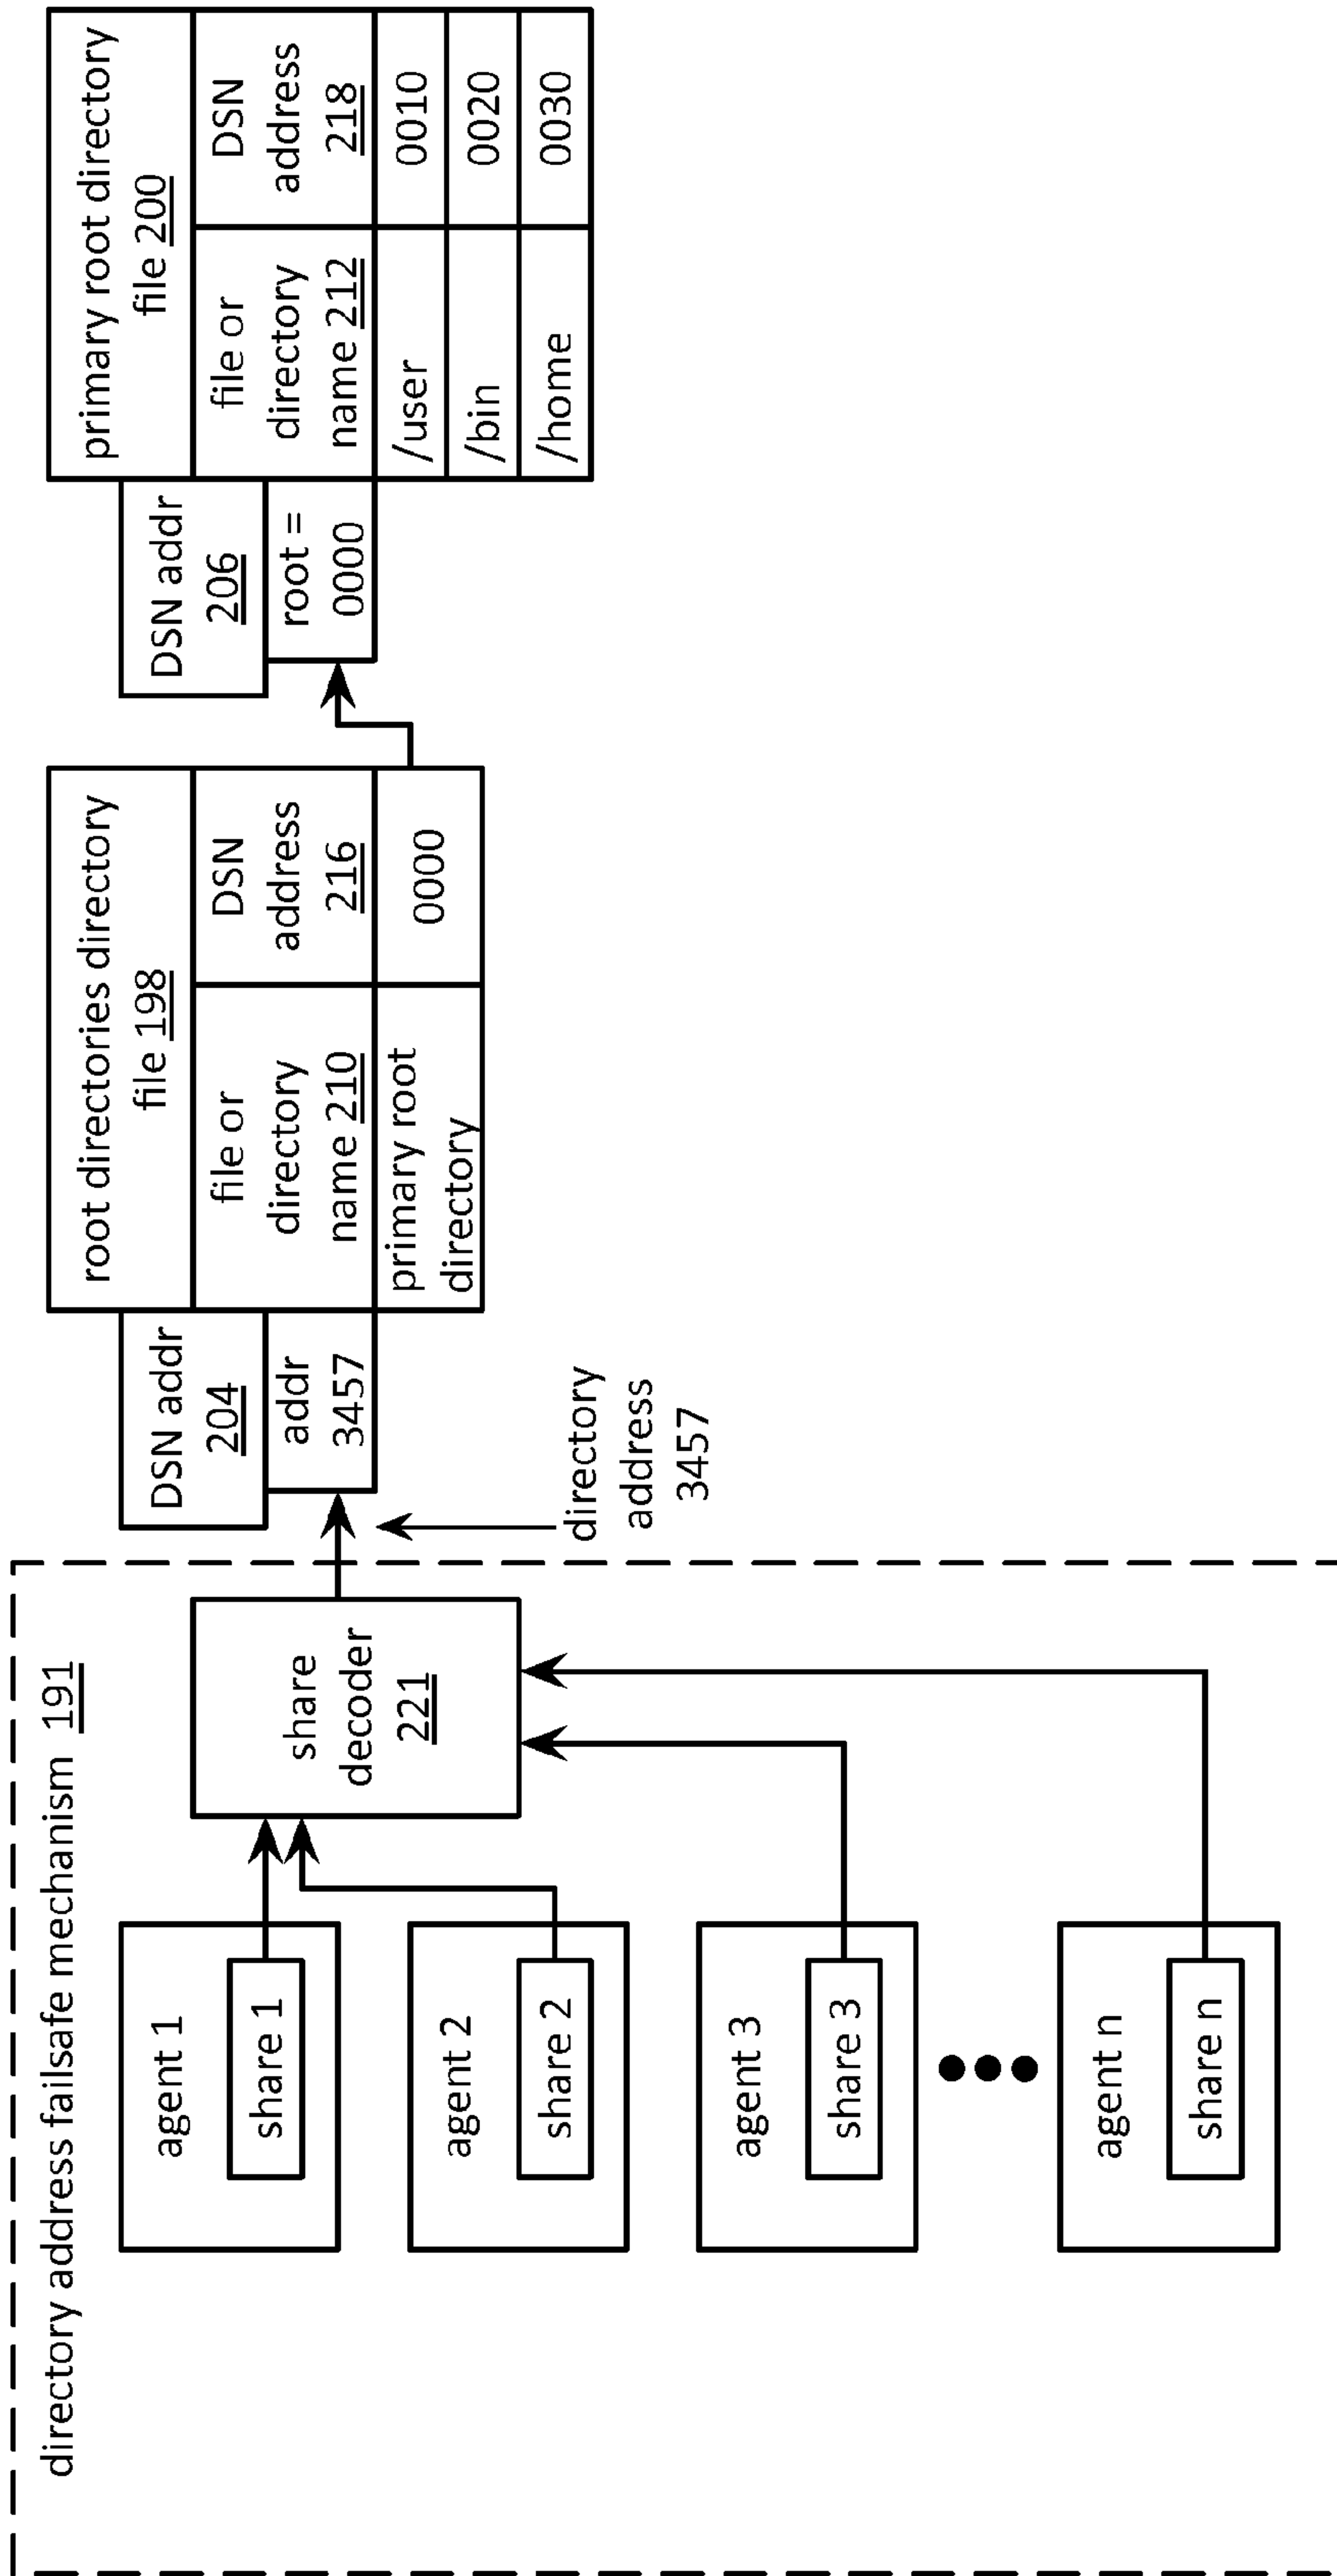 directory address failsafe mechanism 191
agent 1
share 1
agent 2
share 2
agent 3
share 3
agent n
share n
share
decoder
221
directory
address
3457
DSN addr
204
addr
3457
root directories directory
file 198
file or
directory
name 210
DSN
address
216
primary root
directory
0000
DSN addr
206
root =
0000
primary root directory
file 200
file or
directory
name 212
DSN
address
218
/user
0010
/bin
0020
/home
0030